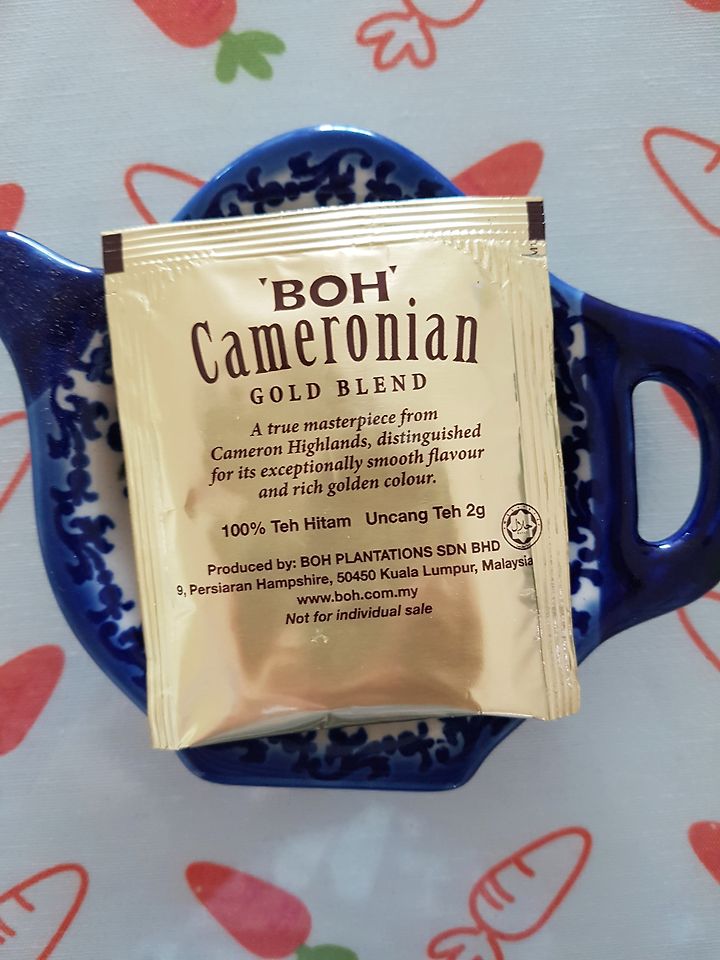 'BOH'
Cameronian
GOLD BLEND
A true masterpiece from
Cameron Highlands, distinguished
for its exceptionally smooth flavour
and rich golden colour.
100% Teh Hitam Uncang Teh 2g
Produced by: BOH PLANTATIONS SDN BHD
9, Persiaran Hampshire, 50450 Kuala Lumpur, Malaysia
www.boh.com.my
Not for individual sale